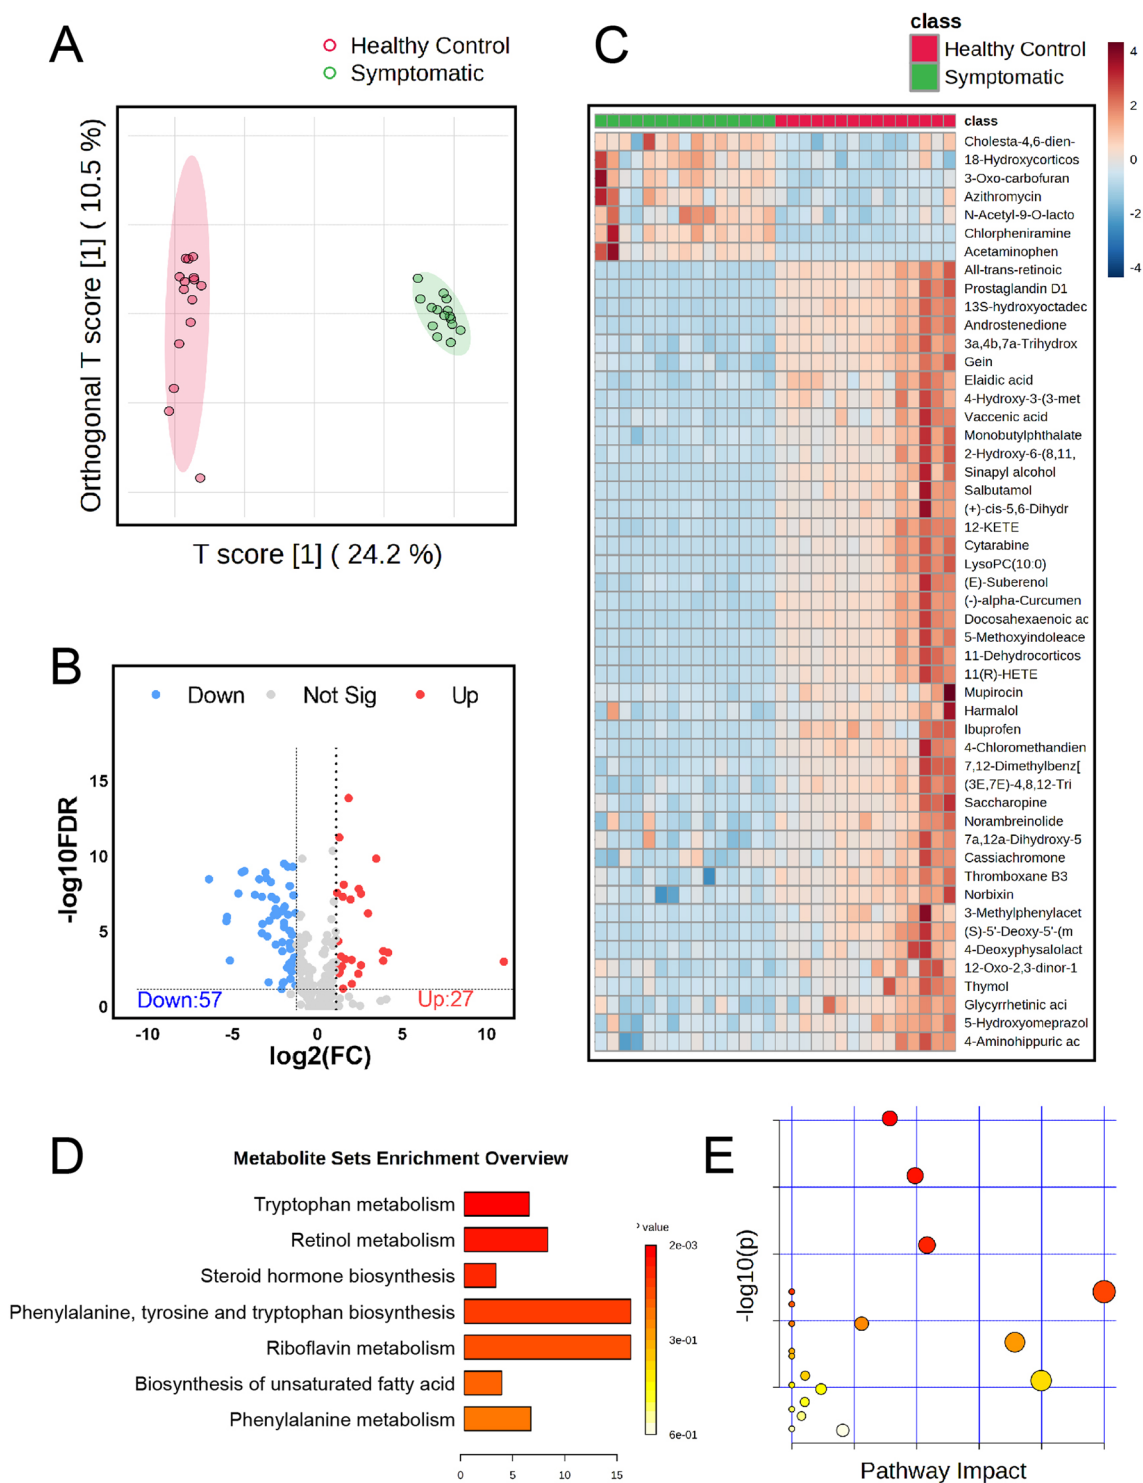 A
Healthy Control
Symptomatic
Orthogonal T score [1] ( 10.5 %)
T score [1] ( 24.2 %)
B
Down
Not Sig
Up
-log10FDR
15
10
5
0
Down:57
Up:27
-10
-5
0
5
10
log2(FC)
C
class
Healthy Control
Symptomatic
4
2
0
-2
-4
class
Cholesta-4,6-dien-
18-Hydroxycorticos
3-Oxo-carbofuran
Azithromycin
N-Acetyl-9-O-lacto
Chlorpheniramine
Acetaminophen
All-trans-retinoic
Prostaglandin D1
13S-hydroxyoctadec
Androstenedione
3a,4b,7a-Trihydrox
Gein
Elaidic acid
4-Hydroxy-3-(3-met
Vaccenic acid
Monobutylphthalate
2-Hydroxy-6-(8,11,
Sinapyl alcohol
Salbutamol
(+)-cis-5,6-Dihydr
12-KETE
Cytarabine
LysoPC(10:0)
(E)-Suberenol
(-)-alpha-Curcumen
Docosahexaenoic ac
5-Methoxyindoleace
11-Dehydrocorticos
11(R)-HETE
Mupirocin
Harmalol
Ibuprofen
4-Chloromethandien
7,12-Dimethylbenz[
(3E,7E)-4,8,12-Tri
Saccharopine
Norambreinolide
7a,12a-Dihydroxy-5
Cassiachromone
Thromboxane B3
Norbixin
3-Methylphenylacet
(S)-5'-Deoxy-5'-(m
4-Deoxyphysalolact
12-Oxo-2,3-dinor-1
Thymol
Glycyrrhetinic aci
5-Hydroxyomeprazol
4-Aminohippuric ac
D
Metabolite Sets Enrichment Overview
Tryptophan metabolism
Retinol metabolism
Steroid hormone biosynthesis
Phenylalanine, tyrosine and tryptophan biosynthesis
Riboflavin metabolism
Biosynthesis of unsaturated fatty acid
Phenylalanine metabolism
0
5
10
15
value
2e-03
3e-01
6e-01
E
-log10(p)
Pathway Impact